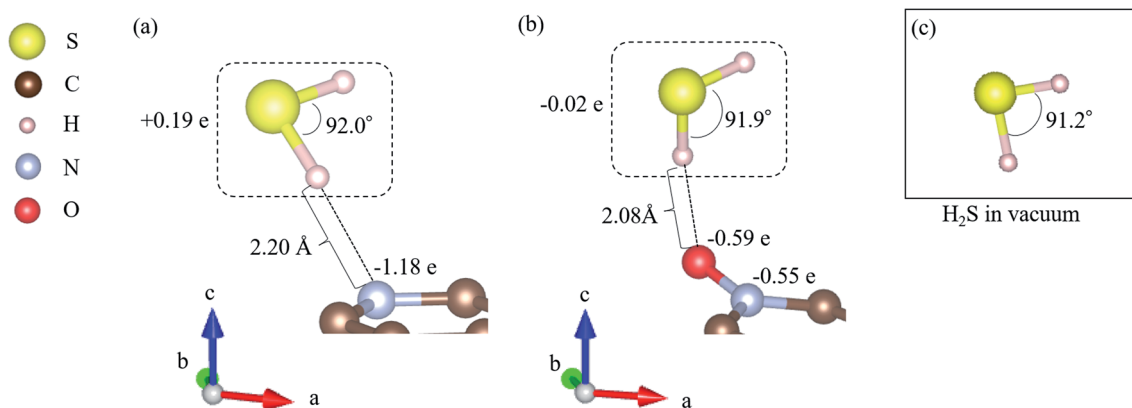 S
C
H
N
O
(a)
+0.19 e
92.0°
2.20 Å
-1.18 e
c
b
a
(b)
-0.02 e
91.9°
2.08Å
-0.59 e
-0.55 e
c
b
a
(c)
91.2°
H₂S in vacuum